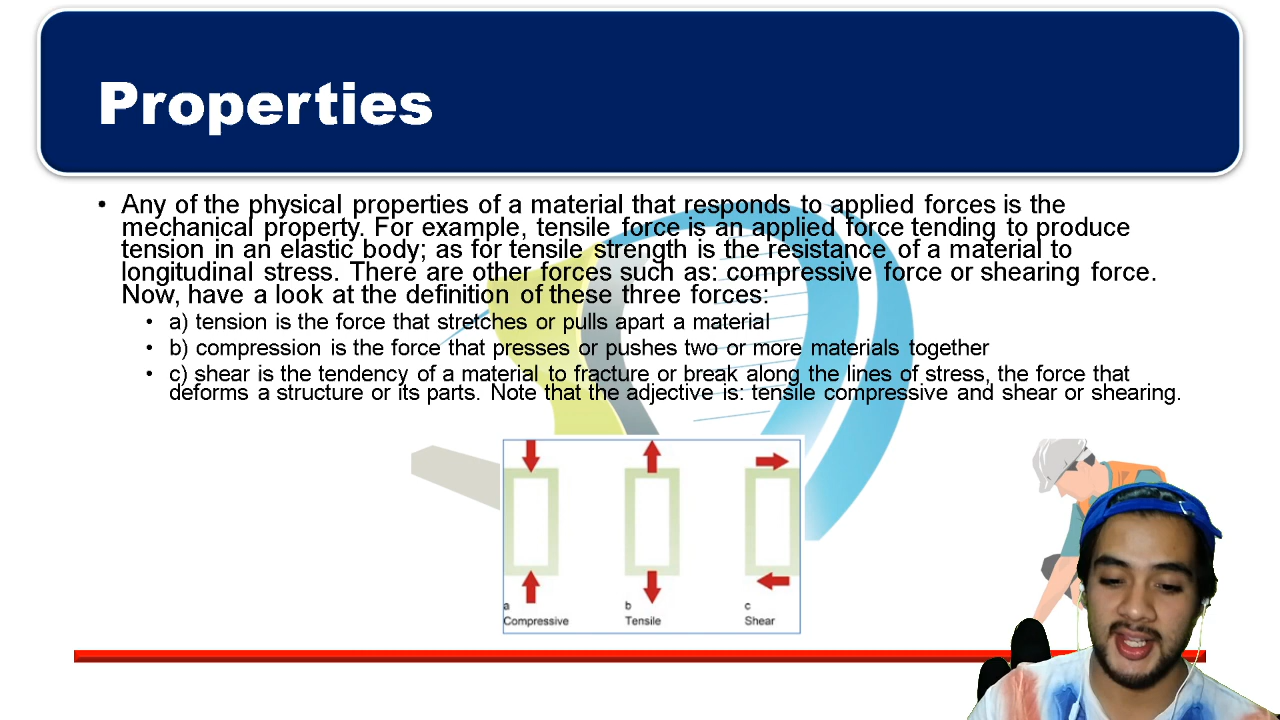 Properties
• Any of the physical properties of a material that responds to applied forces is the
mechanical property. For example, tensile force is an applied force tending to produce
tension in an elastic body; as for tensile strength is the resistance of a material to
longitudinal stress. There are other forces such as: compressive force or shearing force.
Now, have a look at the definition of these three forces:
• a) tension is the force that stretches or pulls apart a material
• b) compression is the force that presses or pushes two or more materials together
• c) shear is the tendency of a material to fracture or break along the lines of stress, the force that
deforms a structure or its parts. Note that the adjective is: tensile compressive and shear or shearing.
a b c
Compressive Tensile Shear